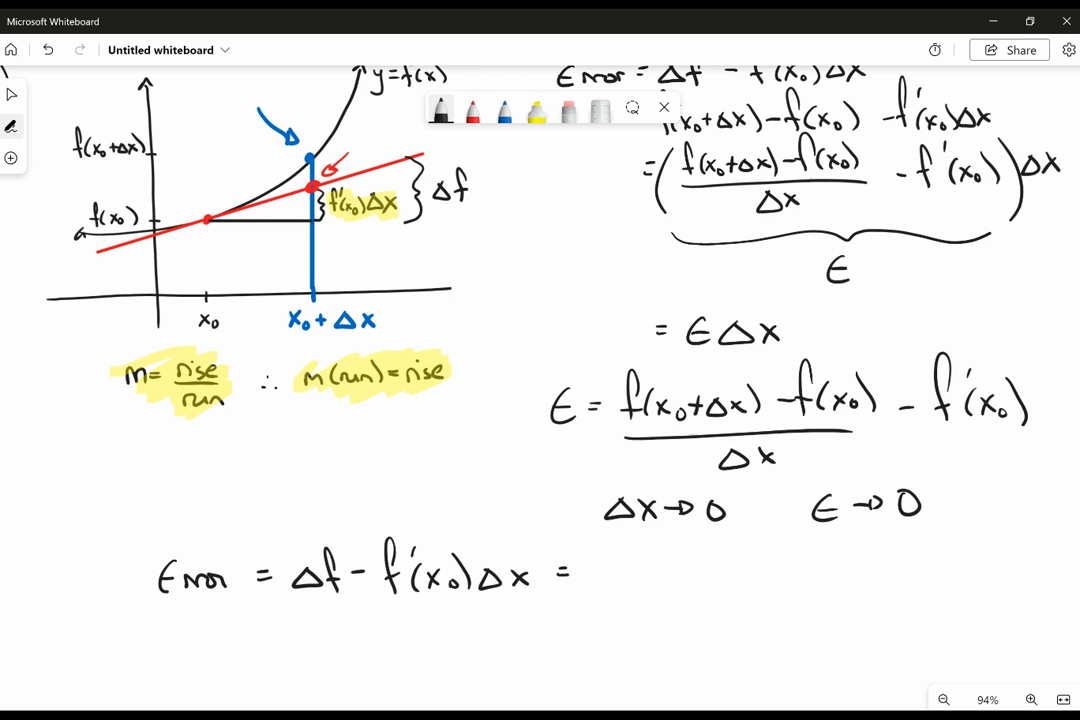 Microsoft Whiteboard
Untitled whiteboard
Share
y=f(x)
f(x₀+Δx)
f(x₀)
f'(x₀)Δx
Δf
x₀
x₀ + Δx
m = rise/run ∴ m(run) = rise
Error = Δf - f'(x₀)Δx
(x₀+Δx) - f(x₀) - f'(x₀)Δx
= ( (f(x₀+Δx) - f(x₀))/Δx - f'(x₀) ) Δx
ϵ
= ϵ Δx
ϵ = (f(x₀+Δx) - f(x₀))/Δx - f'(x₀)
Δx → 0 ϵ → 0
Error = Δf - f'(x₀)Δx =
94%